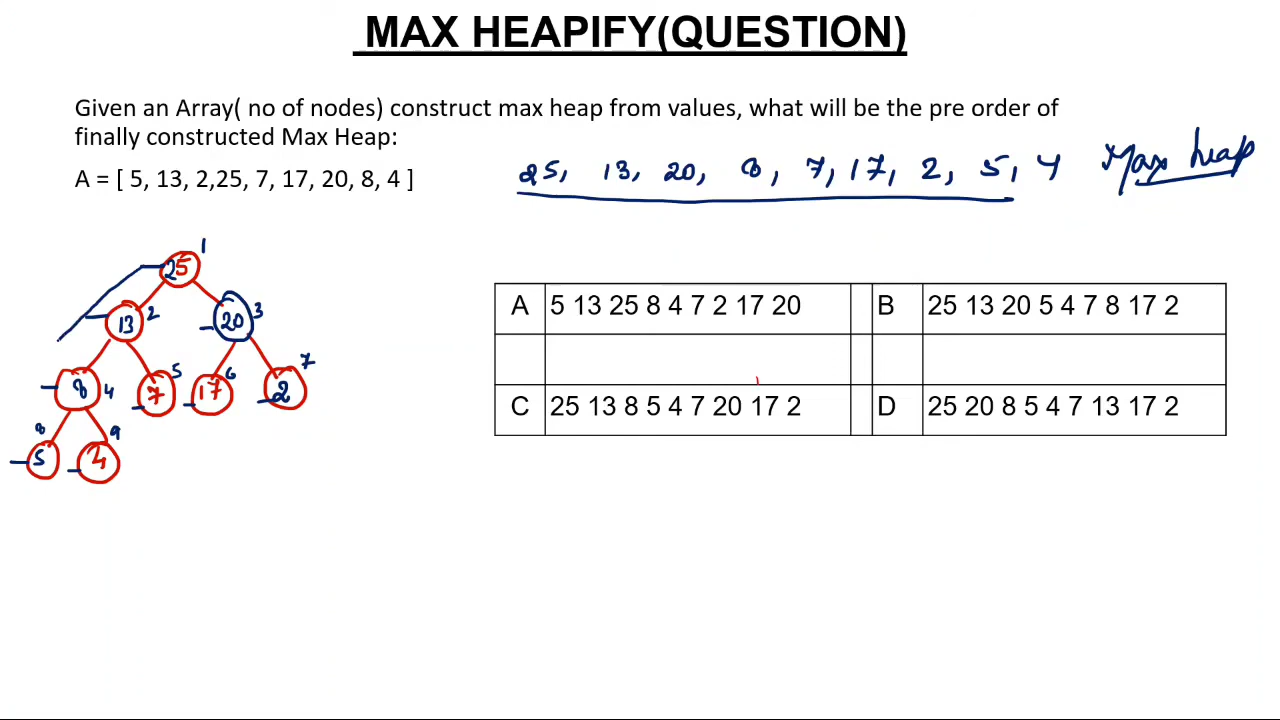 MAX HEAPIFY(QUESTION)
Given an Array( no of nodes) construct max heap from values, what will be the pre order of
finally constructed Max Heap:
A = [ 5, 13, 2,25, 7, 17, 20, 8, 4 ]
25, 13, 20, 8, 7, 17, 2, 5, 4 Max heap
25 1
13 2 20 3
8 4 7 5 17 6 2 7
5 8 4 9
A 5 13 25 8 4 7 2 17 20 B 25 13 20 5 4 7 8 17 2
C 25 13 8 5 4 7 20 17 2 D 25 20 8 5 4 7 13 17 2